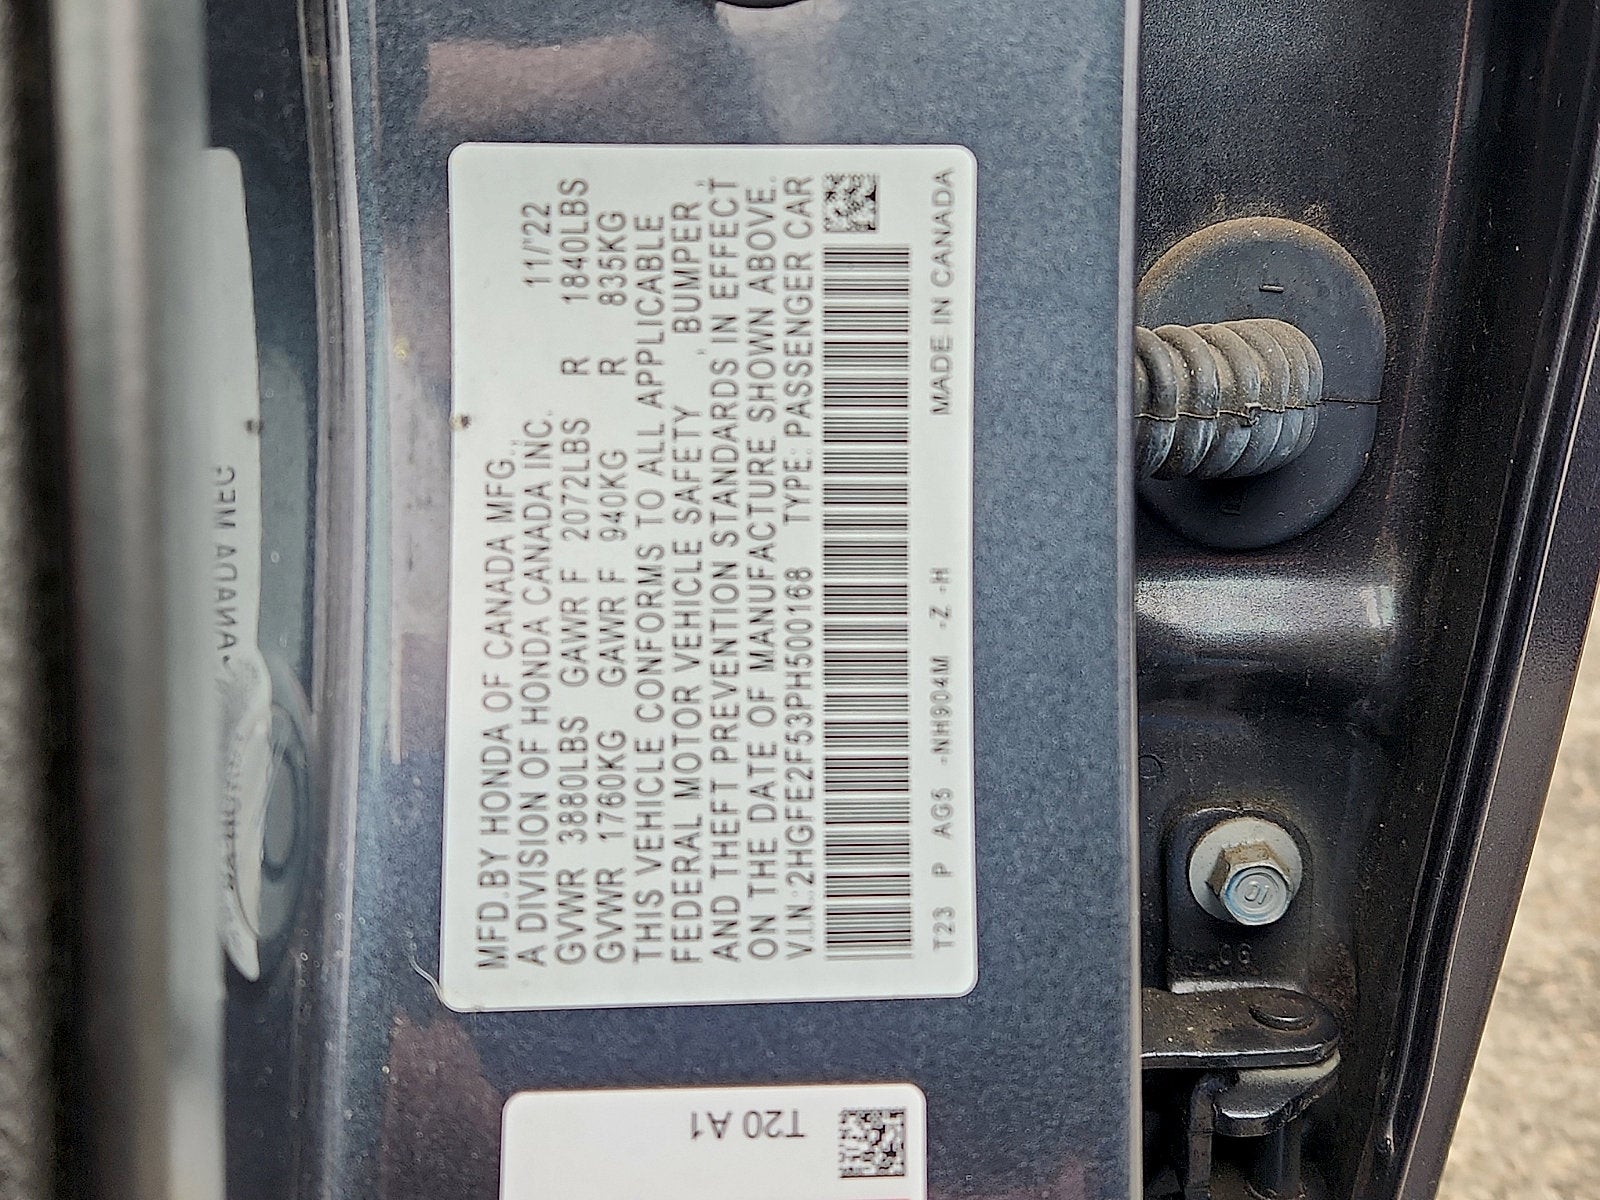 MFD.BY HONDA OF CANADA MFG.,
A DIVISION OF HONDA CANADA INC. 11/'22
GVWR 3880LBS GAWR F 2072LBS R 1840LBS
GVWR 1760KG GAWR F 940KG R 835KG
THIS VEHICLE CONFORMS TO ALL APPLICABLE
FEDERAL MOTOR VEHICLE SAFETY, BUMPER,
AND THEFT PREVENTION STANDARDS IN EFFECT
ON THE DATE OF MANUFACTURE SHOWN ABOVE.
V.I.N.:2HGFE2F53PH500168 TYPE:PASSENGER CAR
T23 P AG5 -NH904M -Z -H MADE IN CANADA
T20 A1